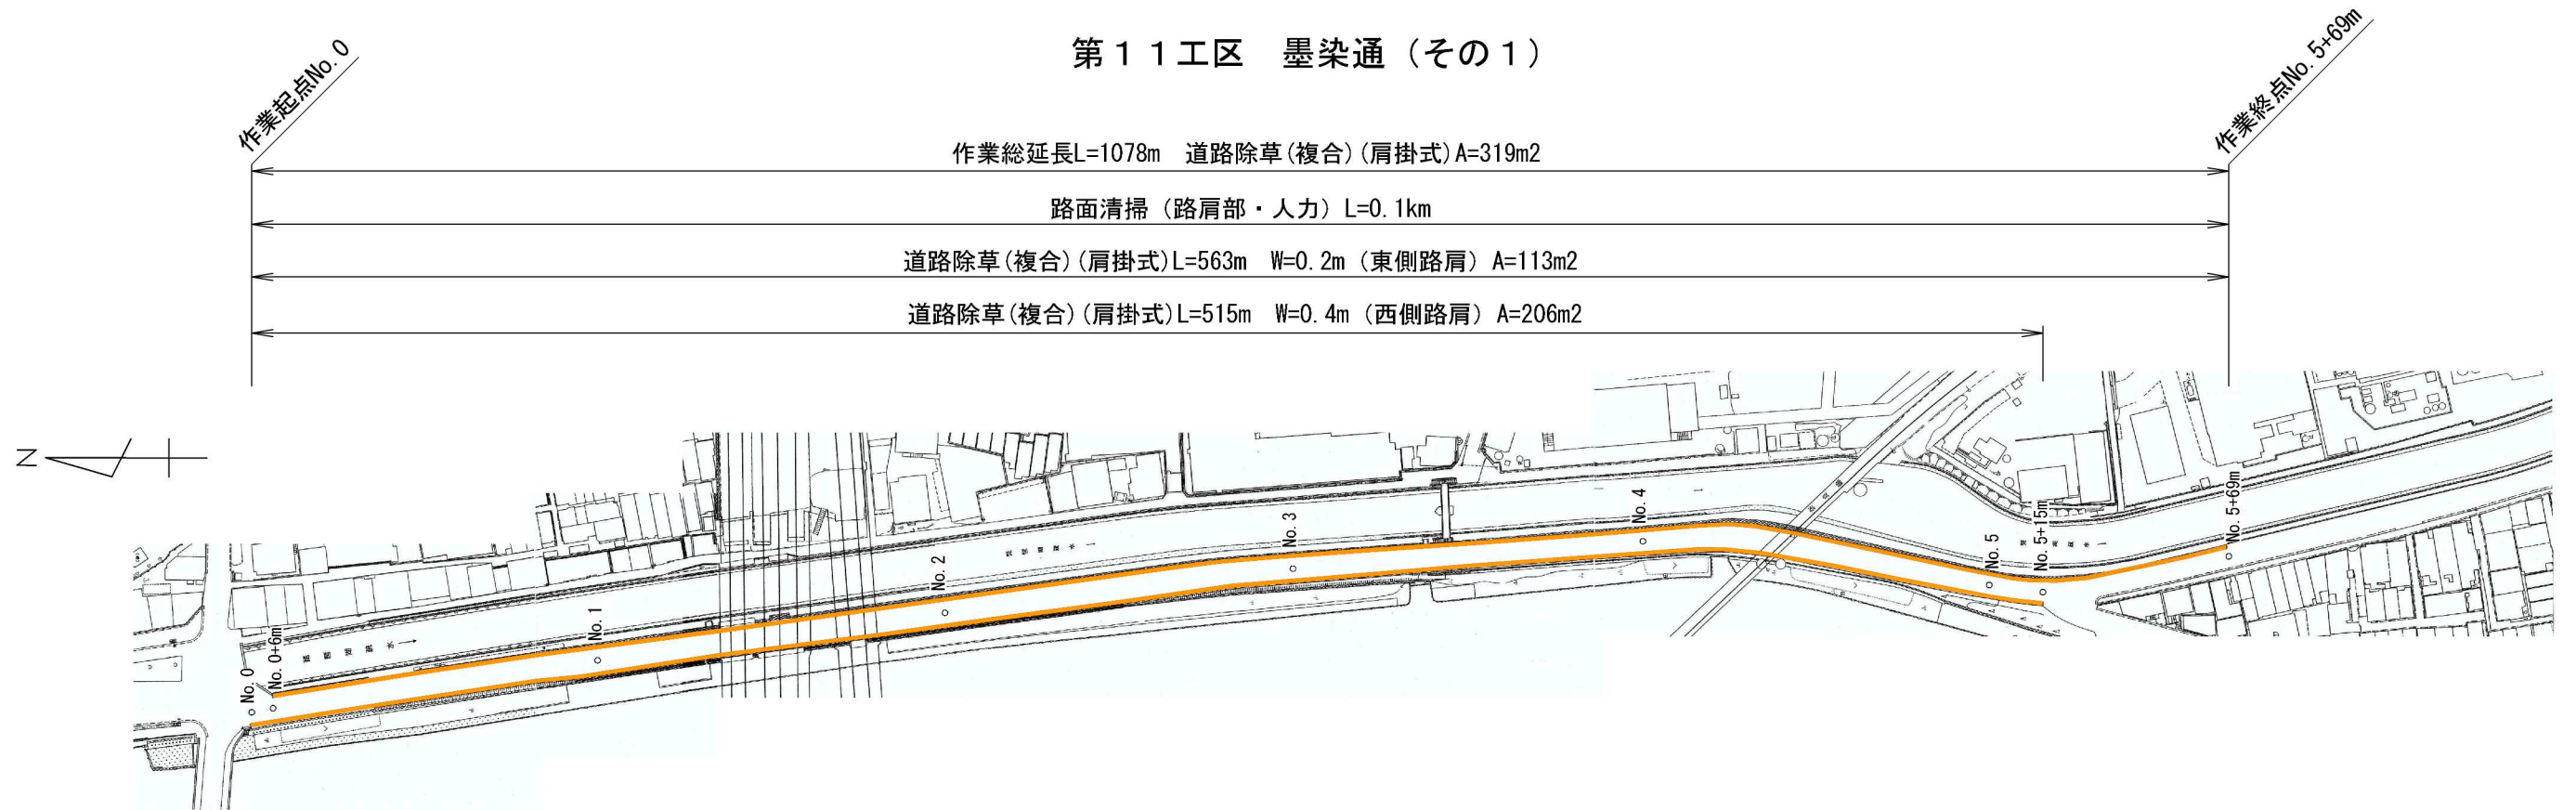 第１１工区　墨染通（その１）
作業起点No.0
作業終点No.5+69m
作業総延長L=1078m　道路除草(複合)(肩掛式)A=319m2
路面清掃（路肩部・人力）L=0.1km
道路除草(複合)(肩掛式)L=563m　W=0.2m（東側路肩）A=113m2
道路除草(複合)(肩掛式)L=515m　W=0.4m（西側路肩）A=206m2
N
No.0
No.0+6m
No.1
No.2
No.3
No.4
No.5
No.5+15m
No.5+69m